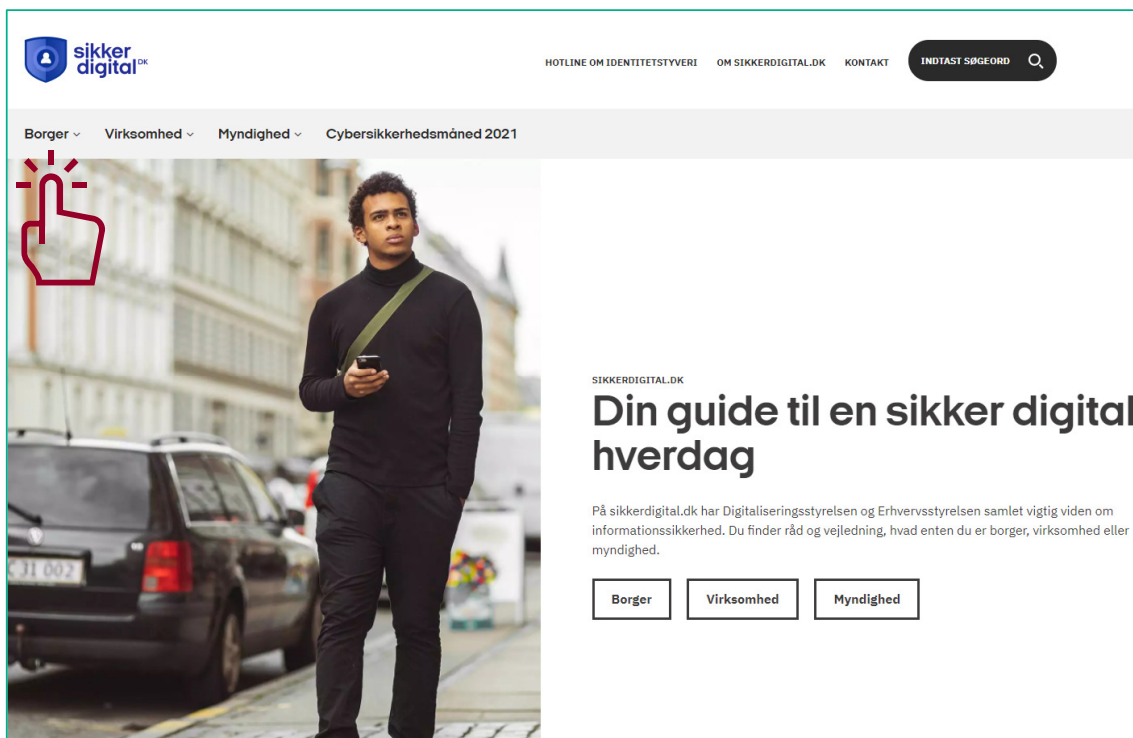 sikker
digital DK
HOTLINE OM IDENTITETSTYVERI OM SIKKERDIGITAL.DK KONTAKT INDTAST SØGEORD
Borger Virksomhed Myndighed Cybersikkerhedsmåned 2021
SIKKERDIGITAL.DK
Din guide til en sikker digital
hverdag
På sikkerdigital.dk har Digitaliseringsstyrelsen og Erhvervsstyrelsen samlet vigtig viden om
informationssikkerhed. Du finder råd og vejledning, hvad enten du er borger, virksomhed eller
myndighed.
Borger Virksomhed Myndighed
31 002